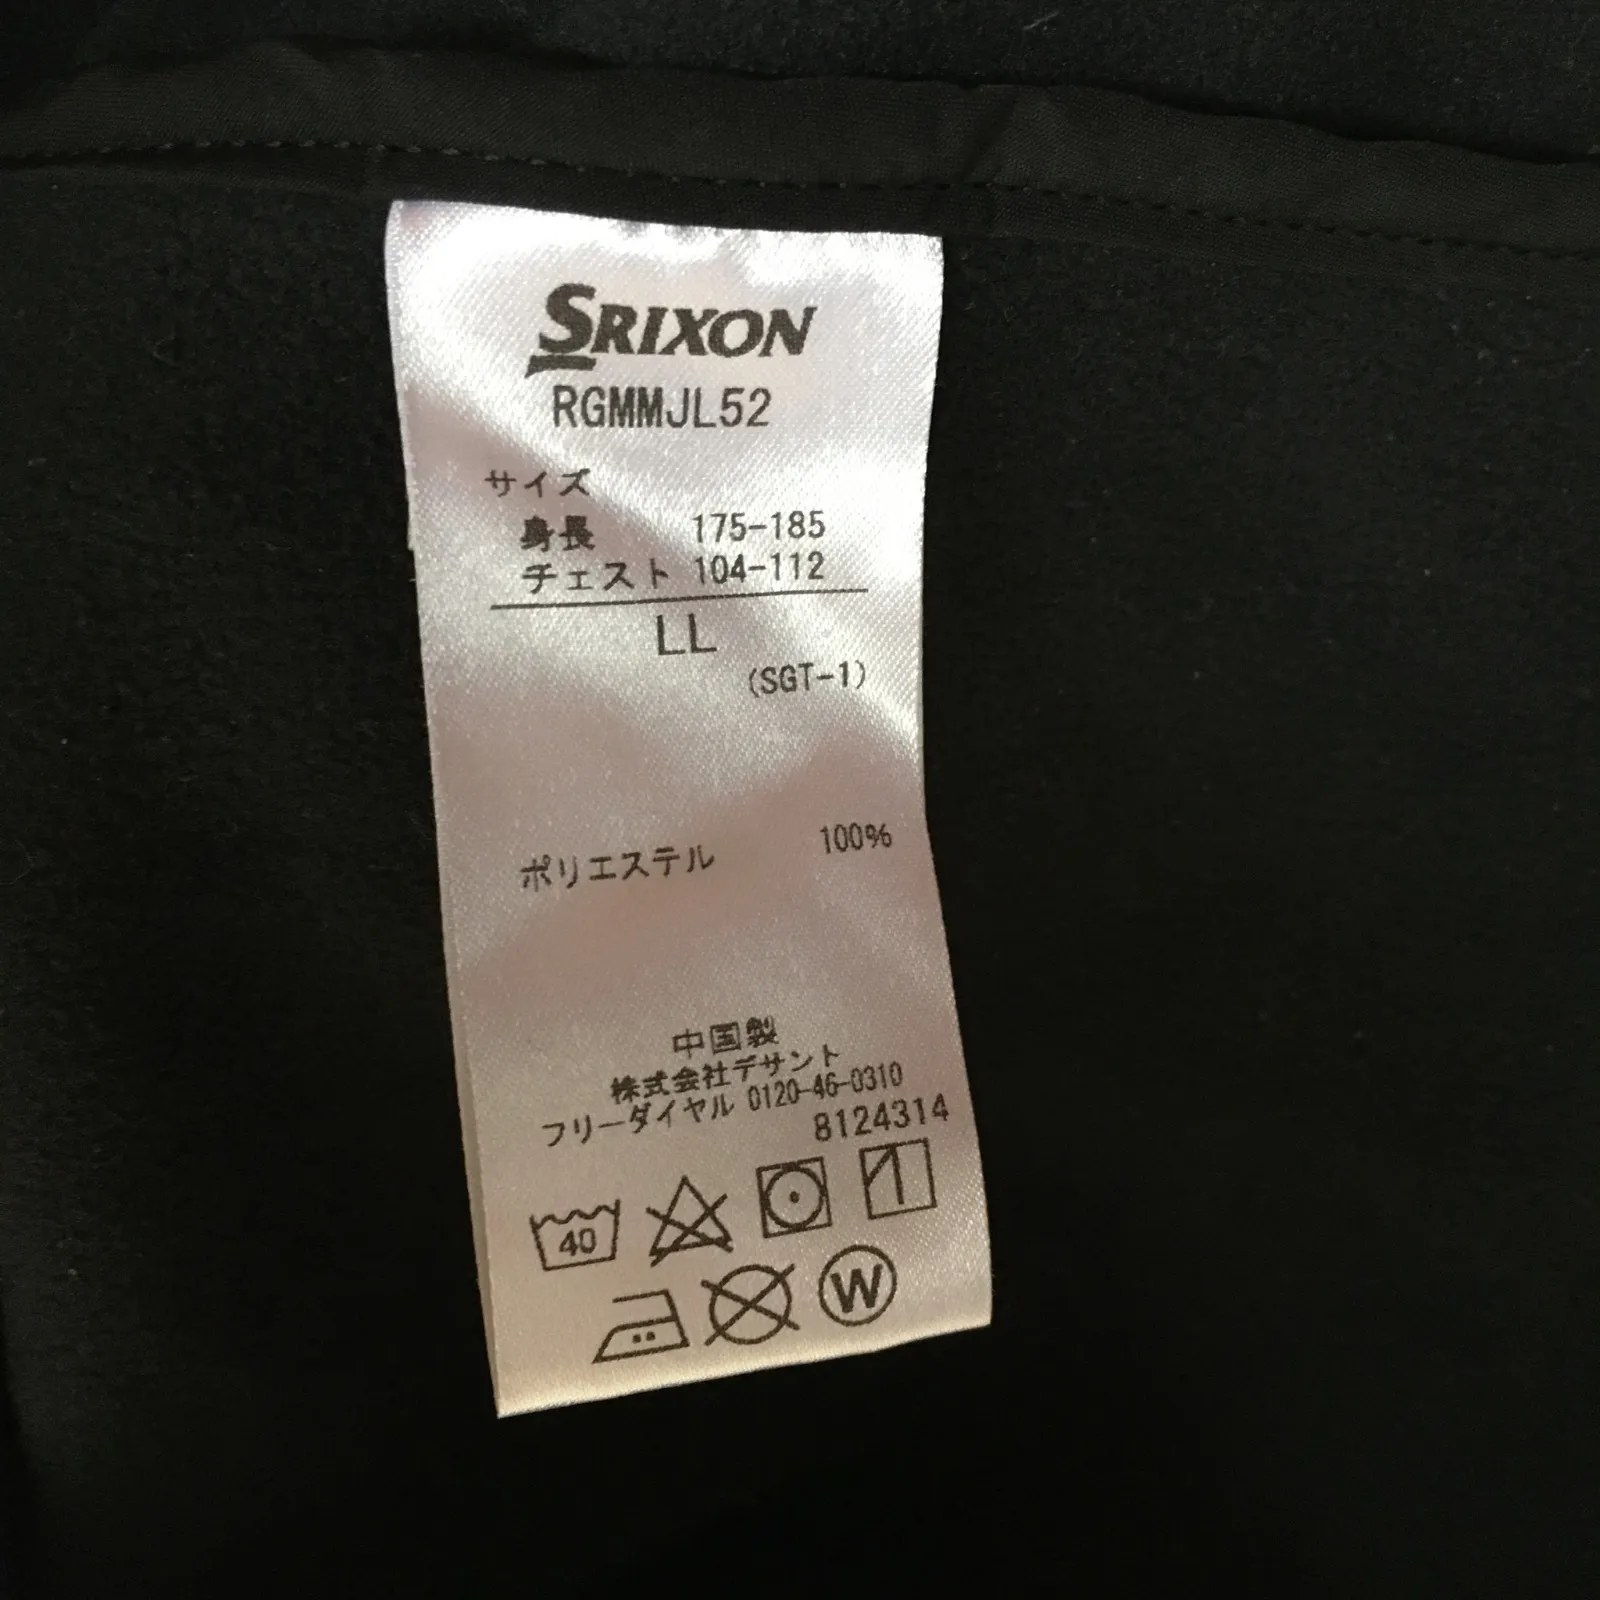 SRIXON
RGMMJL52
サイズ
身長 175-185
チェスト 104-112
LL
(SGT-1)
ポリエステル 100%
中国製
株式会社デサント
フリーダイヤル 0120-46-0310
8124314
40
W